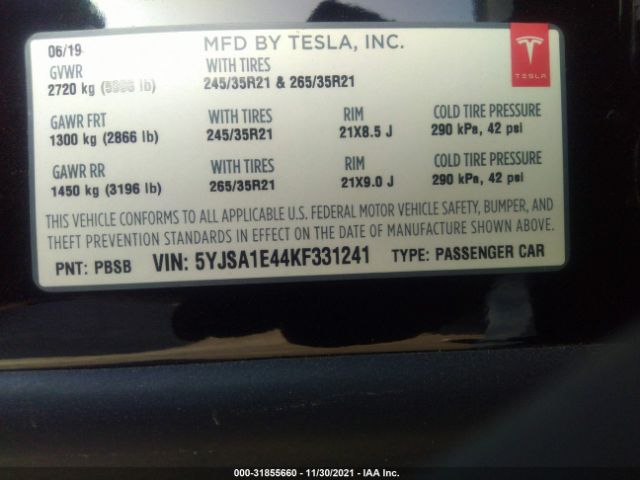 06/19 MFD BY TESLA, INC.
GVWR WITH TIRES
2720 kg ( lb) 245/35R21 & 265/35R21
TESLA
GAWR FRT WITH TIRES RIM COLD TIRE PRESSURE
1300 kg (2866 lb) 245/35R21 21X8.5 J 290 kPa, 42 psi
GAWR RR WITH TIRES RIM COLD TIRE PRESSURE
1450 kg (3196 lb) 265/35R21 21X9.0 J 290 kPa, 42 psi
THIS VEHICLE CONFORMS TO ALL APPLICABLE U.S. FEDERAL MOTOR VEHICLE SAFETY, BUMPER, AND
THEFT PREVENTION STANDARDS IN EFFECT ON THE DATE OF MANUFACTURE SHOWN ABOVE.
PNT: PBSB VIN: 5YJSA1E44KF331241 TYPE: PASSENGER CAR
000-31855660 - 11/30/2021 - IAA Inc.